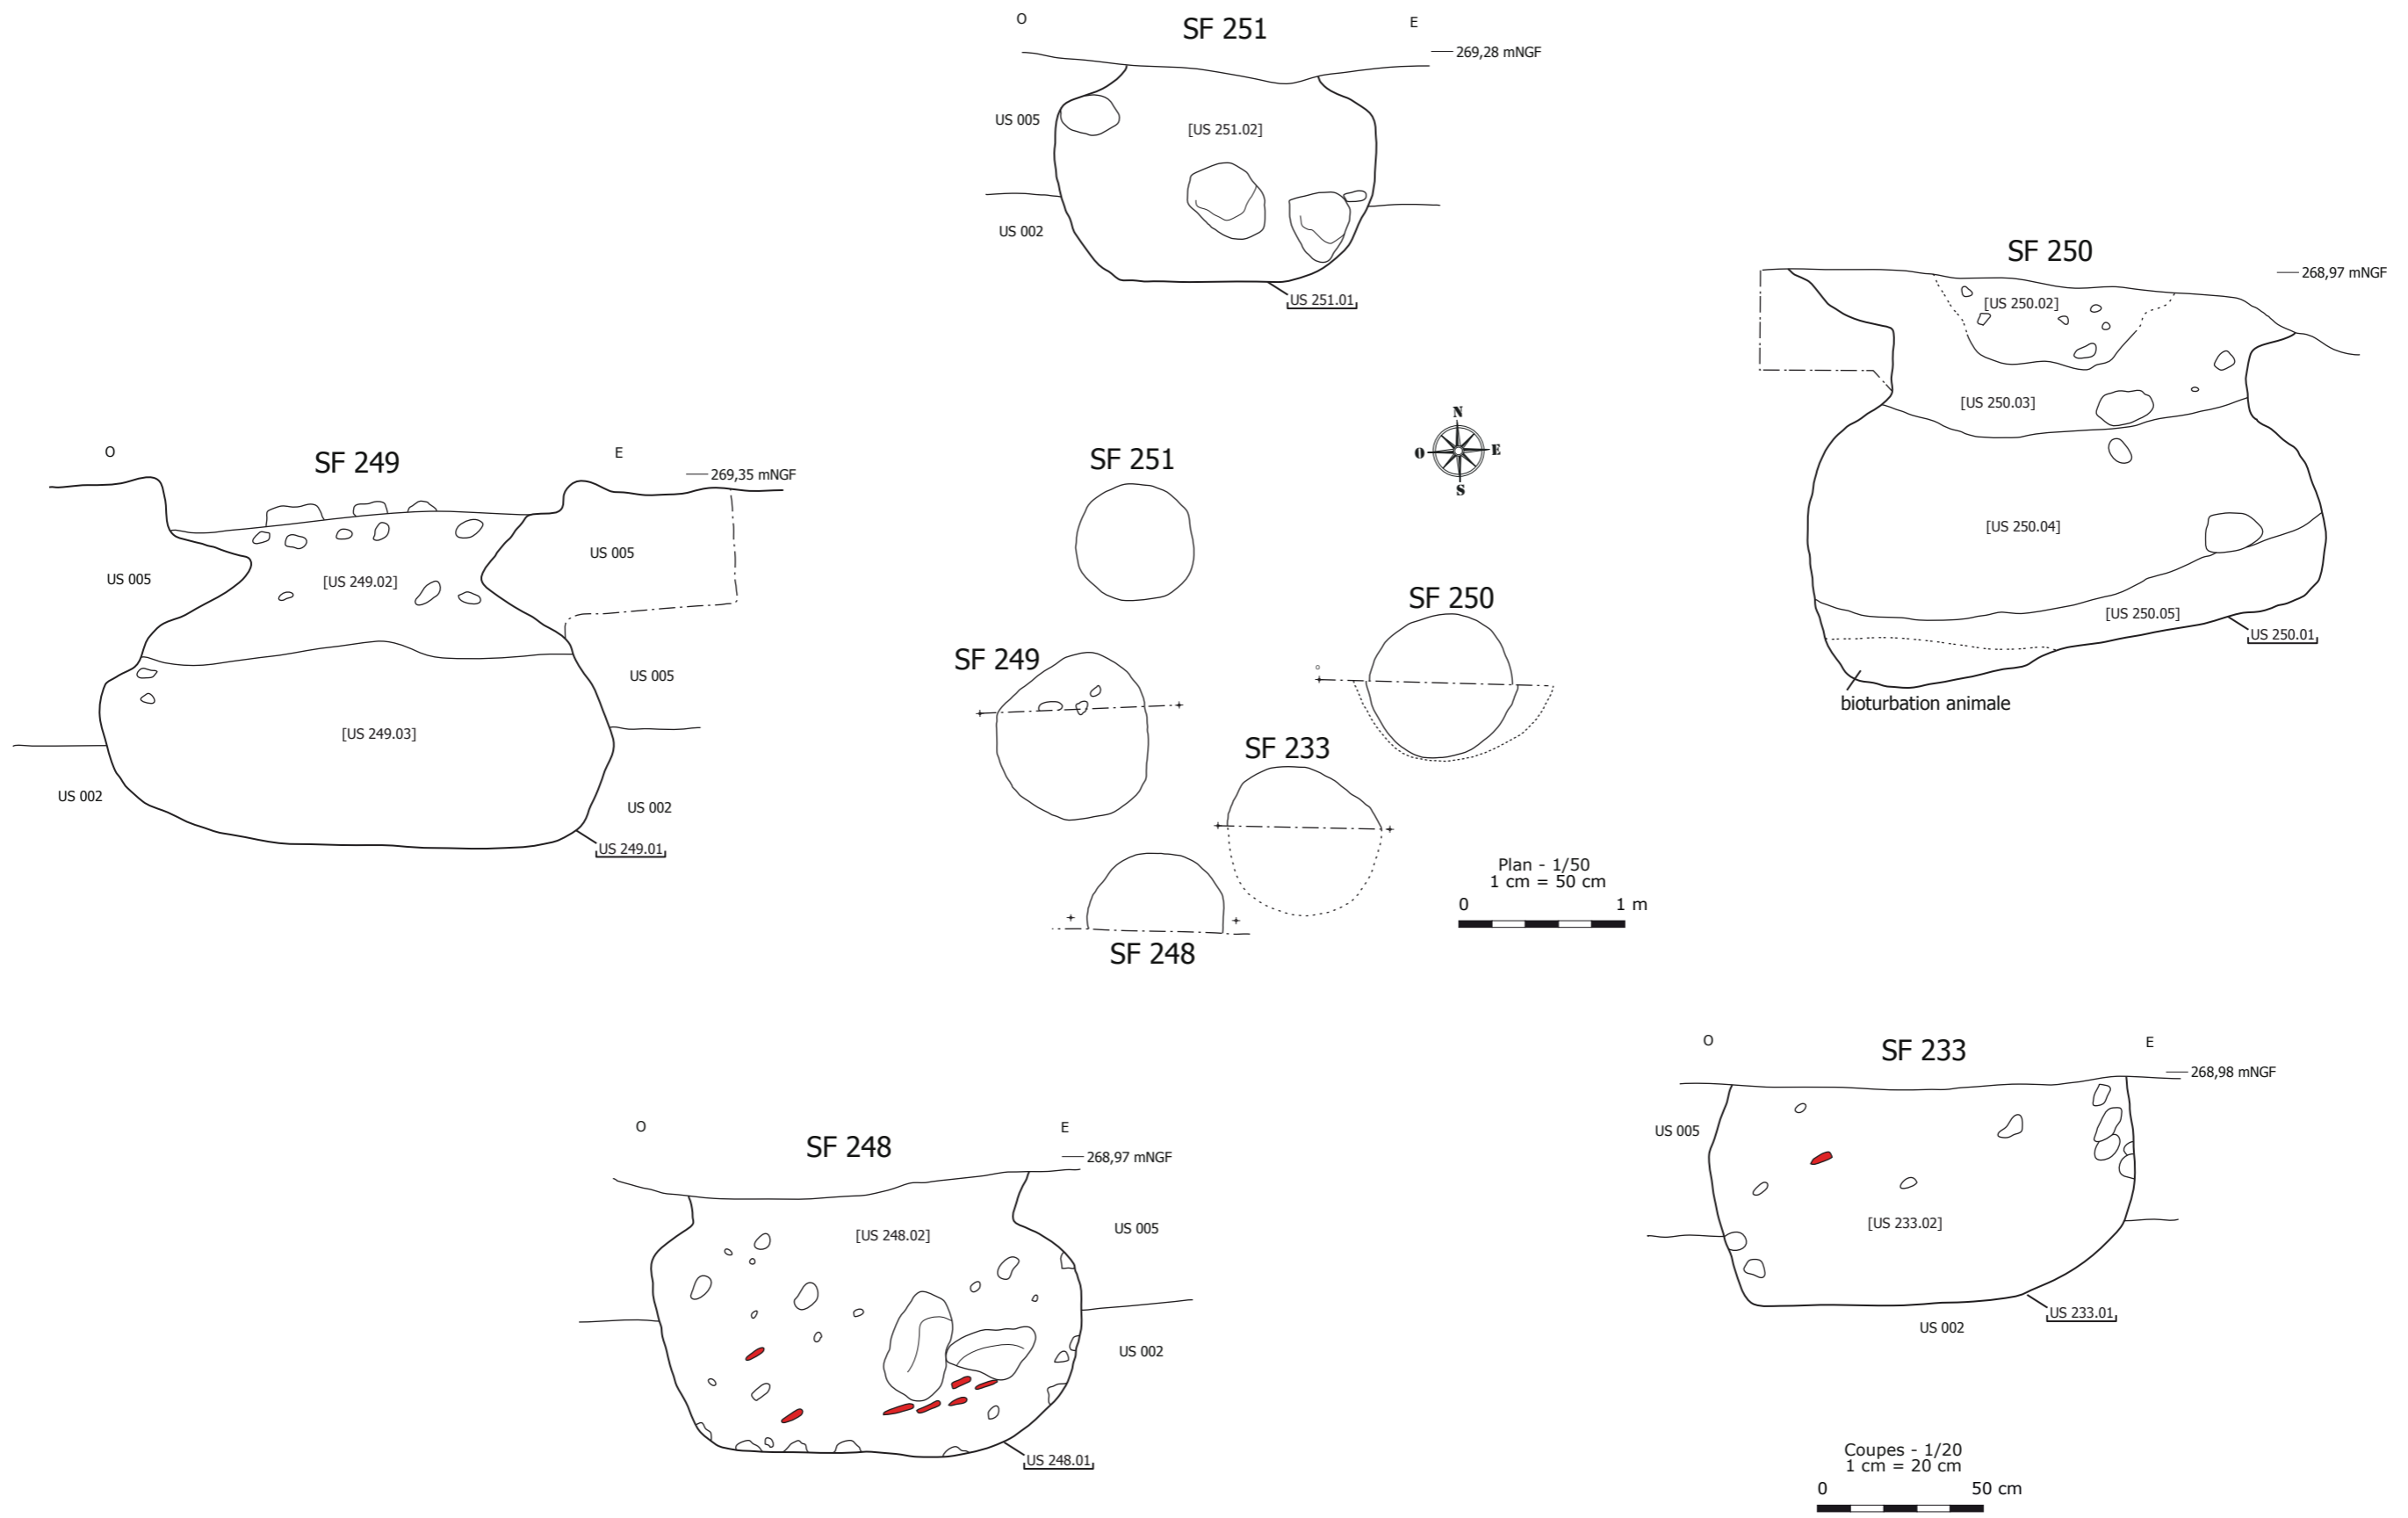 O
SF 251
E
269,28 mNGF
US 005
[US 251.02]
US 002
US 251.01
SF 250
268,97 mNGF
[US 250.02]
[US 250.03]
[US 250.04]
[US 250.05]
US 250.01
bioturbation animale
O
SF 249
E
269,35 mNGF
US 005
US 005
[US 249.02]
US 005
[US 249.03]
US 002
US 002
US 249.01
N
O
E
S
SF 251
SF 250
SF 249
SF 233
SF 248
Plan - 1/50
1 cm = 50 cm
0
1 m
O
SF 248
E
268,97 mNGF
[US 248.02]
US 005
US 002
US 248.01
O
SF 233
E
268,98 mNGF
US 005
[US 233.02]
US 233.01
US 002
Coupes - 1/20
1 cm = 20 cm
0
50 cm